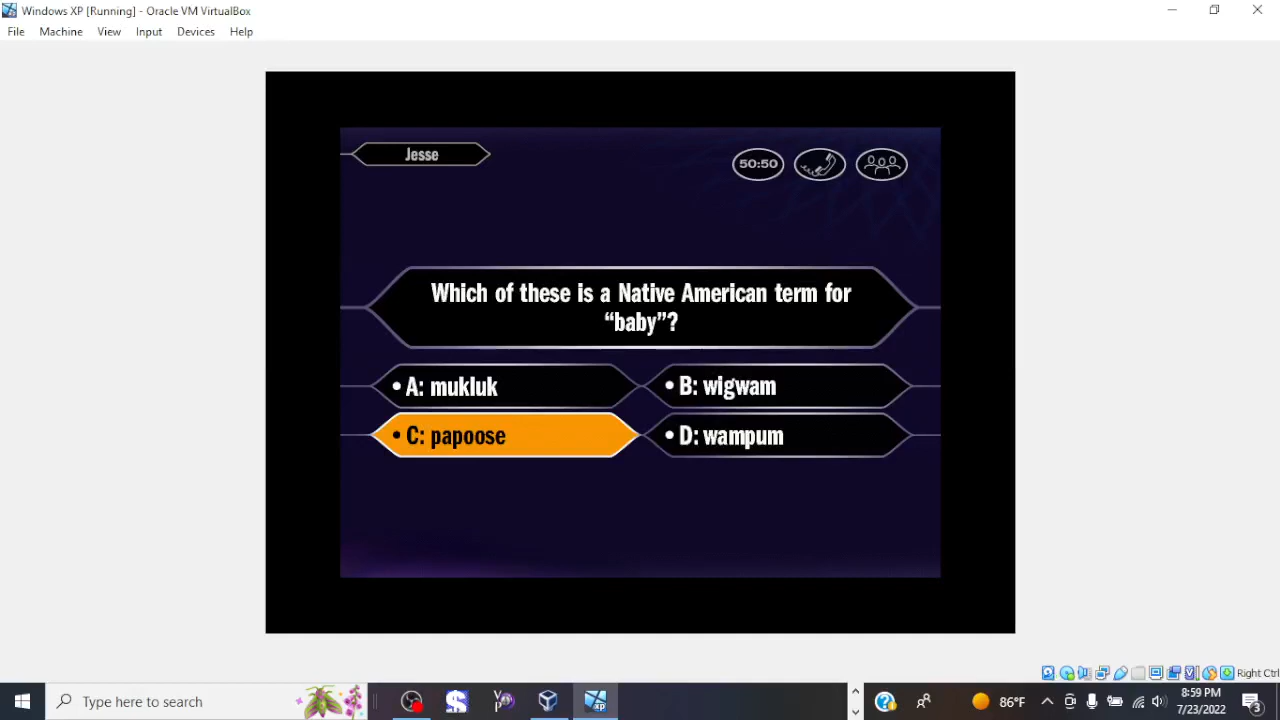 Windows XP [Running] - Oracle VM VirtualBox
File Machine View Input Devices Help
Jesse
50:50
Which of these is a Native American term for
“baby”?
• A: mukluk
• B: wigwam
• C: papoose
• D: wampum
Right Ctrl
Type here to search
86°F
8:59 PM
7/23/2022
3